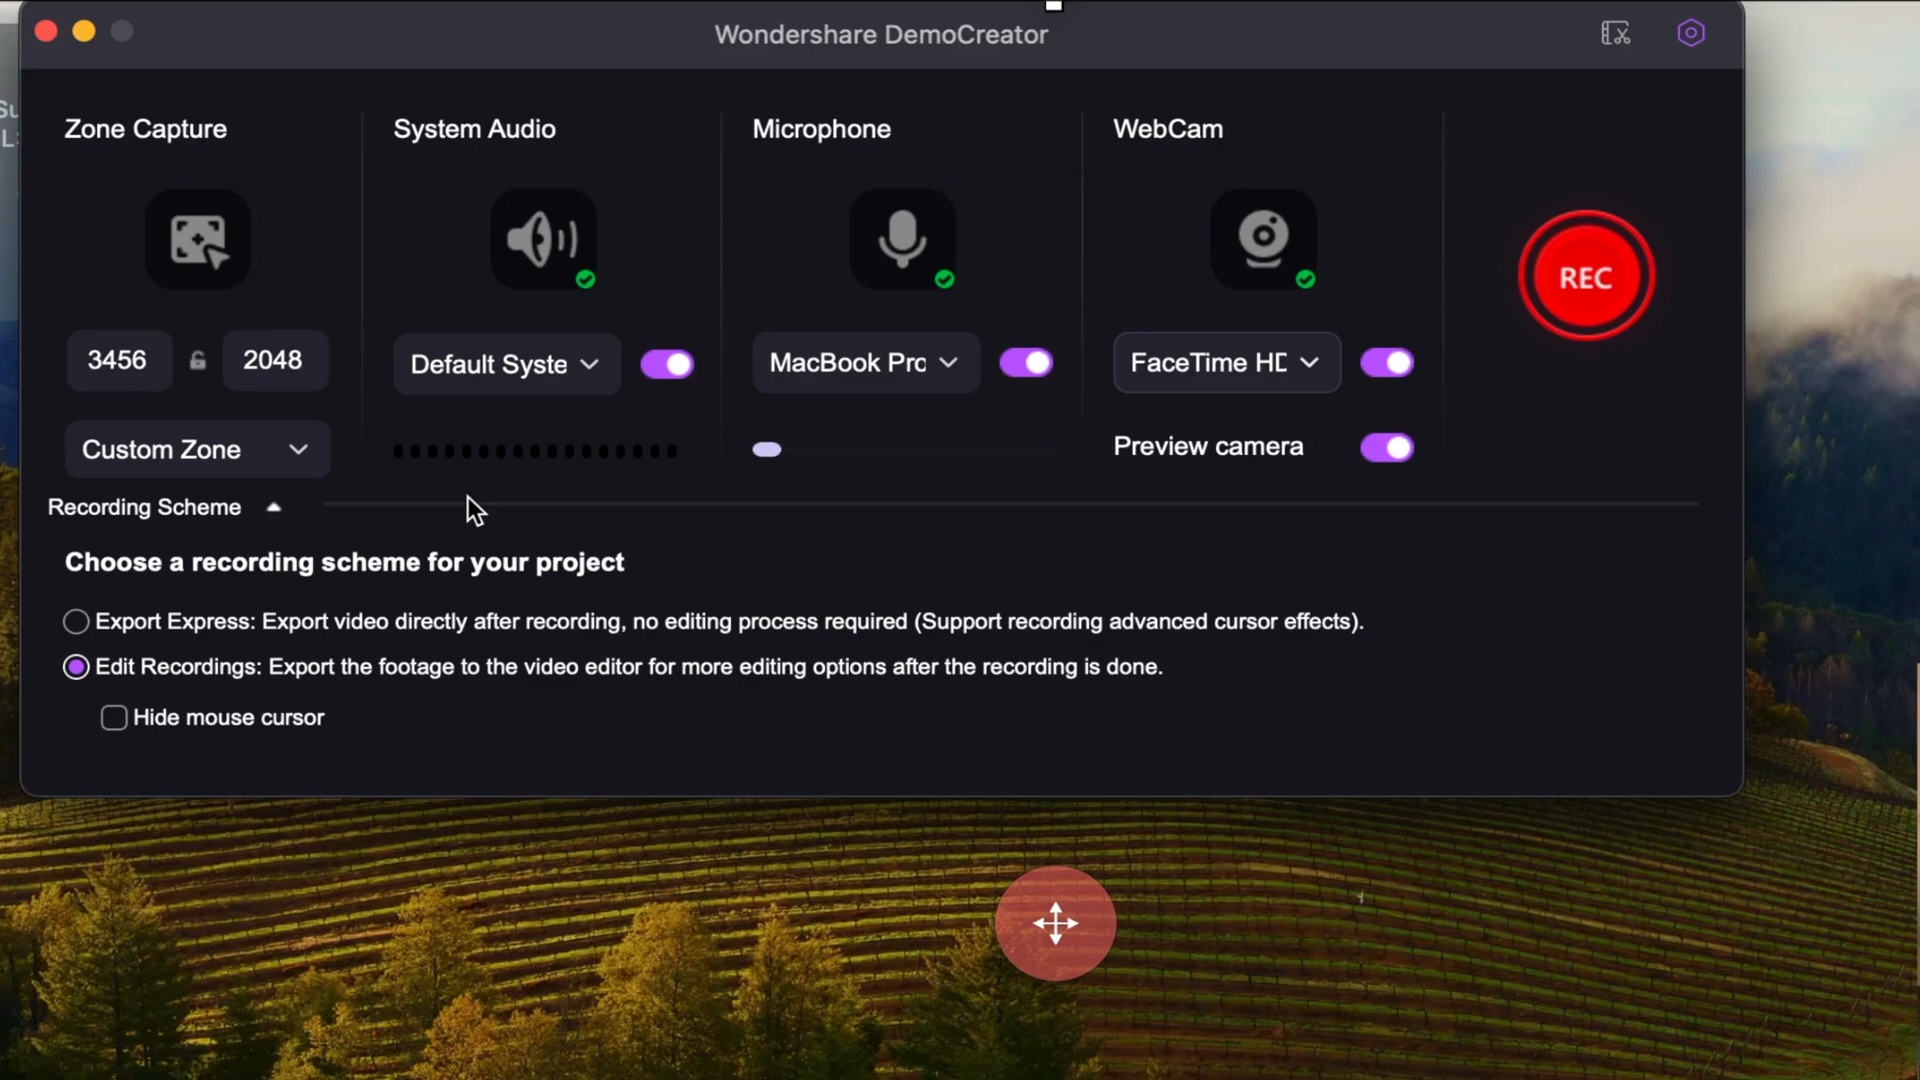 Wondershare DemoCreator
Su
L:
Zone Capture
System Audio
Microphone
WebCam
REC
3456
2048
Default Syste
MacBook Pro
FaceTime HD
Custom Zone
Preview camera
Recording Scheme
Choose a recording scheme for your project
Export Express: Export video directly after recording, no editing process required (Support recording advanced cursor effects).
Edit Recordings: Export the footage to the video editor for more editing options after the recording is done.
Hide mouse cursor